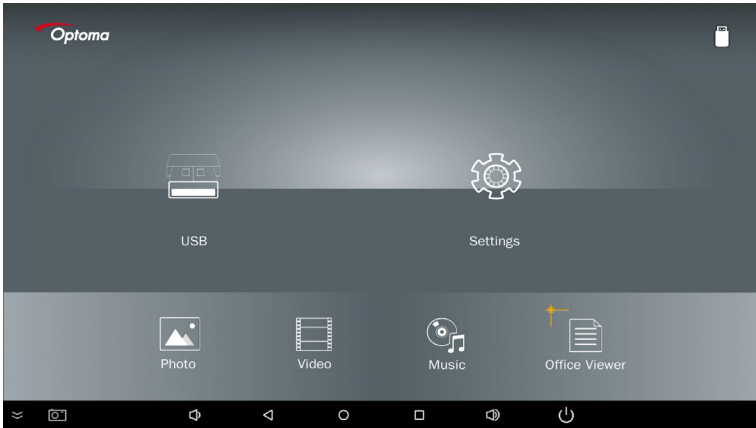 Optoma
USB
Settings
Photo
Video
Music
Office Viewer